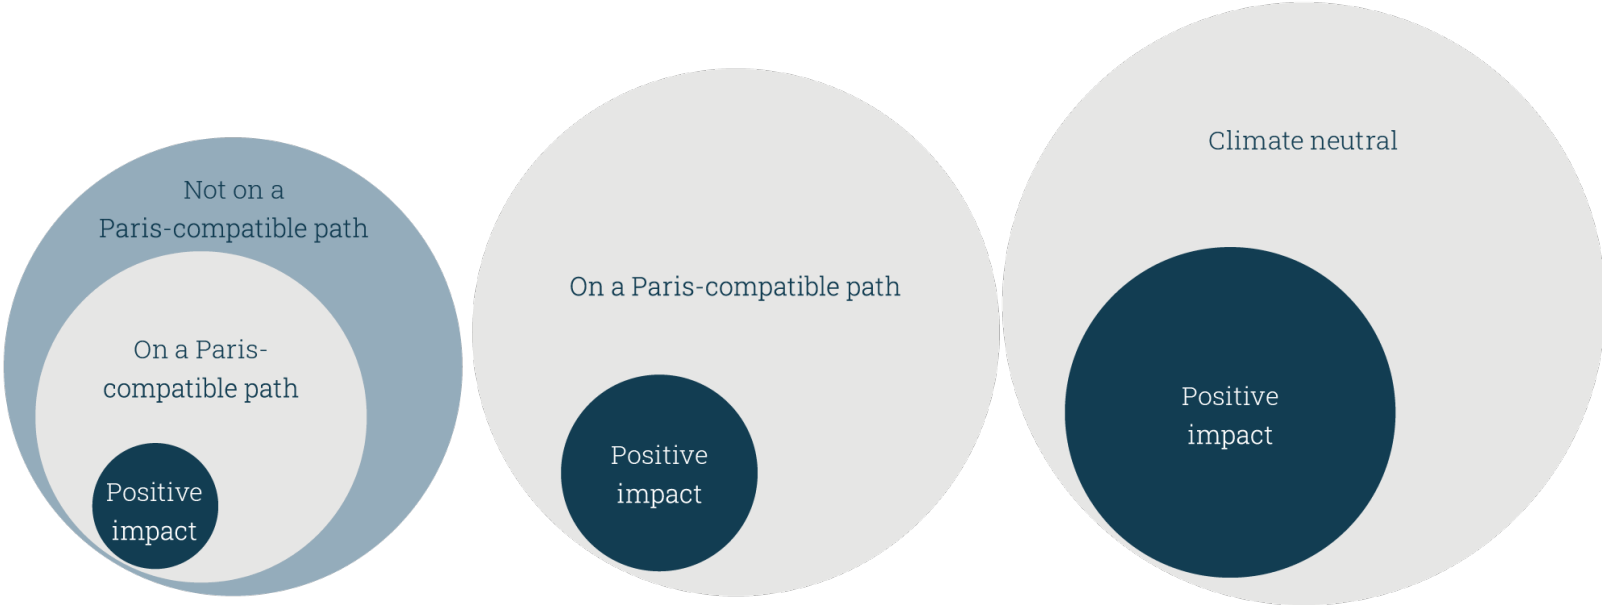 Not on a
Paris-compatible path
On a Paris-
compatible path
Positive
impact
On a Paris-compatible path
Positive
impact
Climate neutral
Positive
impact